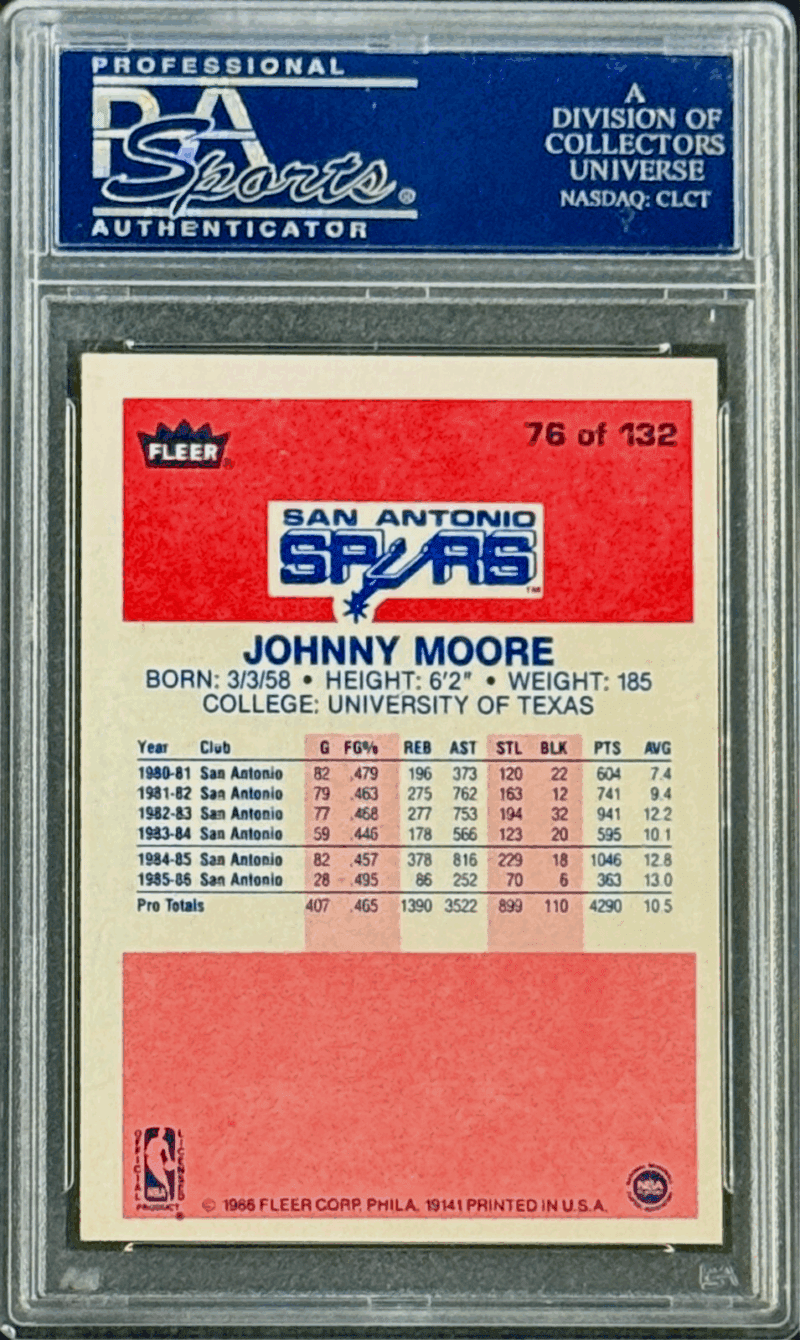 PROFESSIONAL
PSA
Sports®
AUTHENTICATOR
A
DIVISION OF
COLLECTORS
UNIVERSE
NASDAQ: CLCT
FLEER
76 of 132
SAN ANTONIO
SPURS
TM
JOHNNY MOORE
BORN: 3/3/58 • HEIGHT: 6'2" • WEIGHT: 185
COLLEGE: UNIVERSITY OF TEXAS
Year Club G FG% REB AST STL BLK PTS AVG
1980-81 San Antonio 82 .479 196 373 120 22 604 7.4
1981-82 San Antonio 79 .463 275 762 163 12 741 9.4
1982-83 San Antonio 77 .468 277 753 194 32 941 12.2
1983-84 San Antonio 59 .446 178 566 123 20 595 10.1
1984-85 San Antonio 82 .457 378 816 229 18 1046 12.8
1985-86 San Antonio 28 .495 86 252 70 6 363 13.0
Pro Totals 407 .465 1390 3522 899 110 4290 10.5
OFFICIAL
NBA
LICENSED
PRODUCT
© 1986 FLEER CORP. PHILA. 19141 PRINTED IN U.S.A.